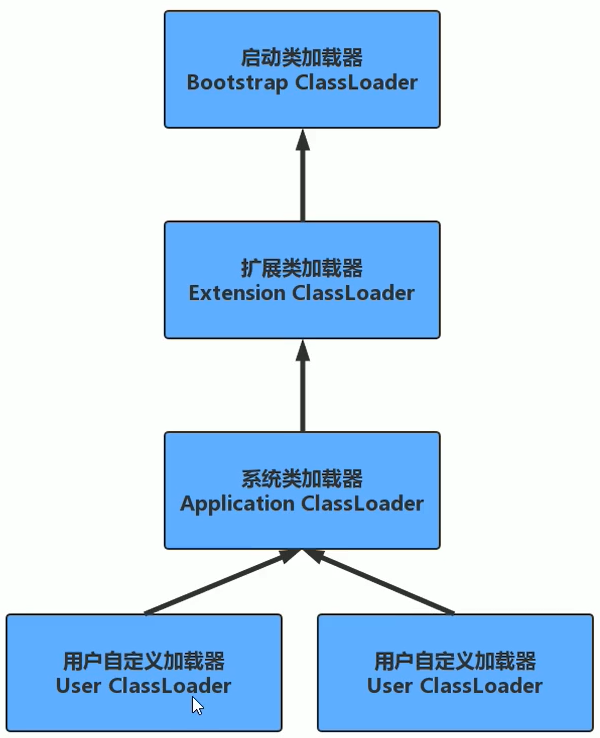 启动类加载器
Bootstrap ClassLoader
扩展类加载器
Extension ClassLoader
系统类加载器
Application ClassLoader
用户自定义加载器
User ClassLoader
用户自定义加载器
User ClassLoader